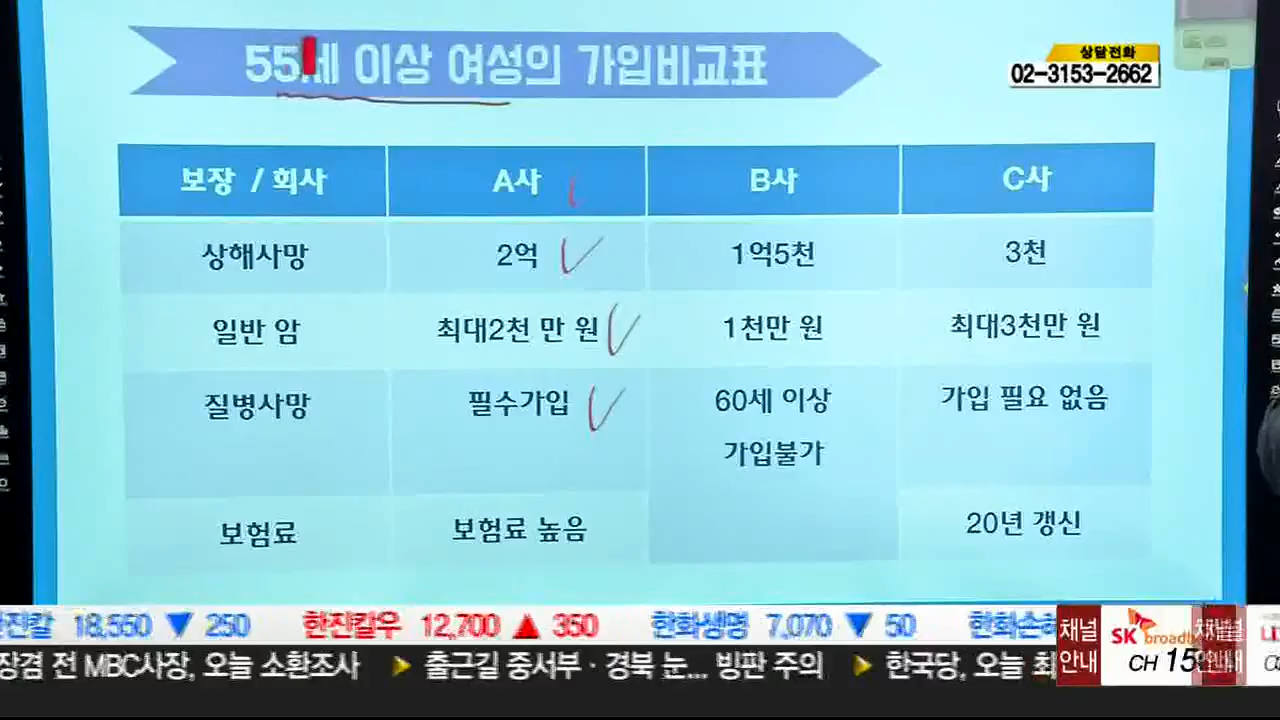 55세 이상 여성의 가입비교표
상담전화
02-3153-2662
보장 / 회사 A사 B사 C사
상해사망 2억 1억5천 3천
일반 암 최대2천 만 원 1천만 원 최대3천만 원
질병사망 필수가입 60세 이상 가입 필요 없음
가입불가
보험료 보험료 높음 20년 갱신
18,550 ▼ 250 한진칼우 12,700 ▲ 350 한화생명 7,070 ▼ 50 한화손해
장겸 전 MBC사장, 오늘 소환조사 ▶ 출근길 중서부·경북 눈... 빙판 주의 ▶ 한국당, 오늘
채널
안내
SK broadb
CH 15